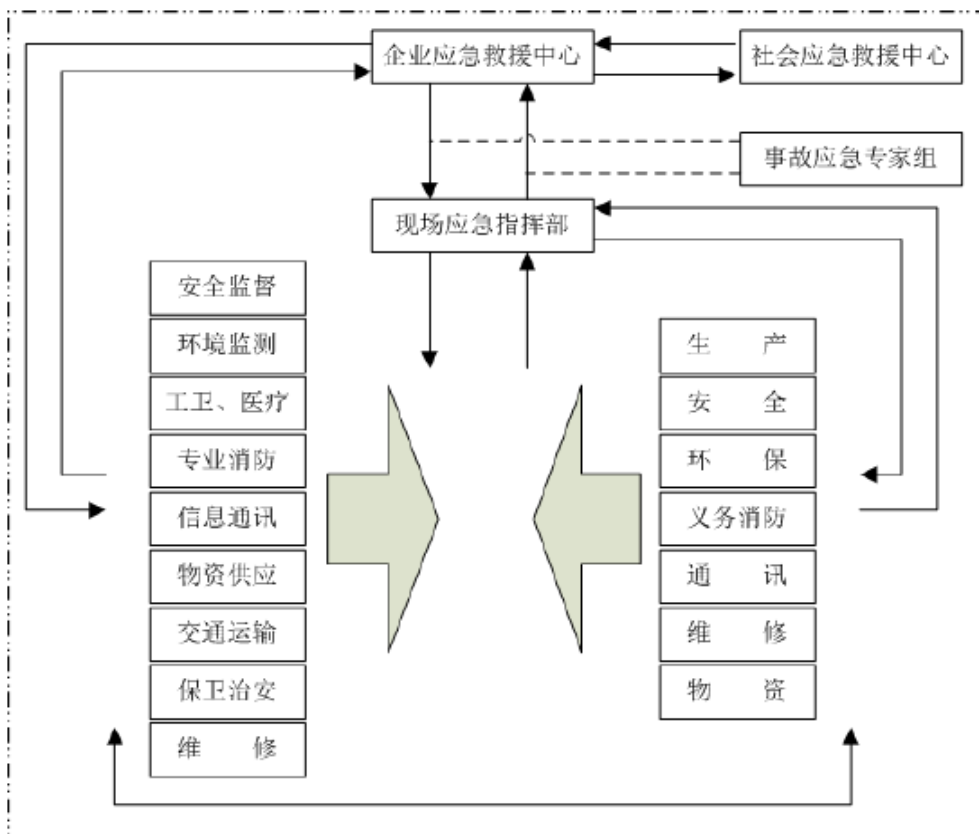 企业应急救援中心
社会应急救援中心
事故应急专家组
现场应急指挥部
安全监督
环境监测
工卫、医疗
专业消防
信息通讯
物资供应
交通运输
保卫治安
维 修
生 产
安 全
环 保
义务消防
通 讯
维 修
物 资